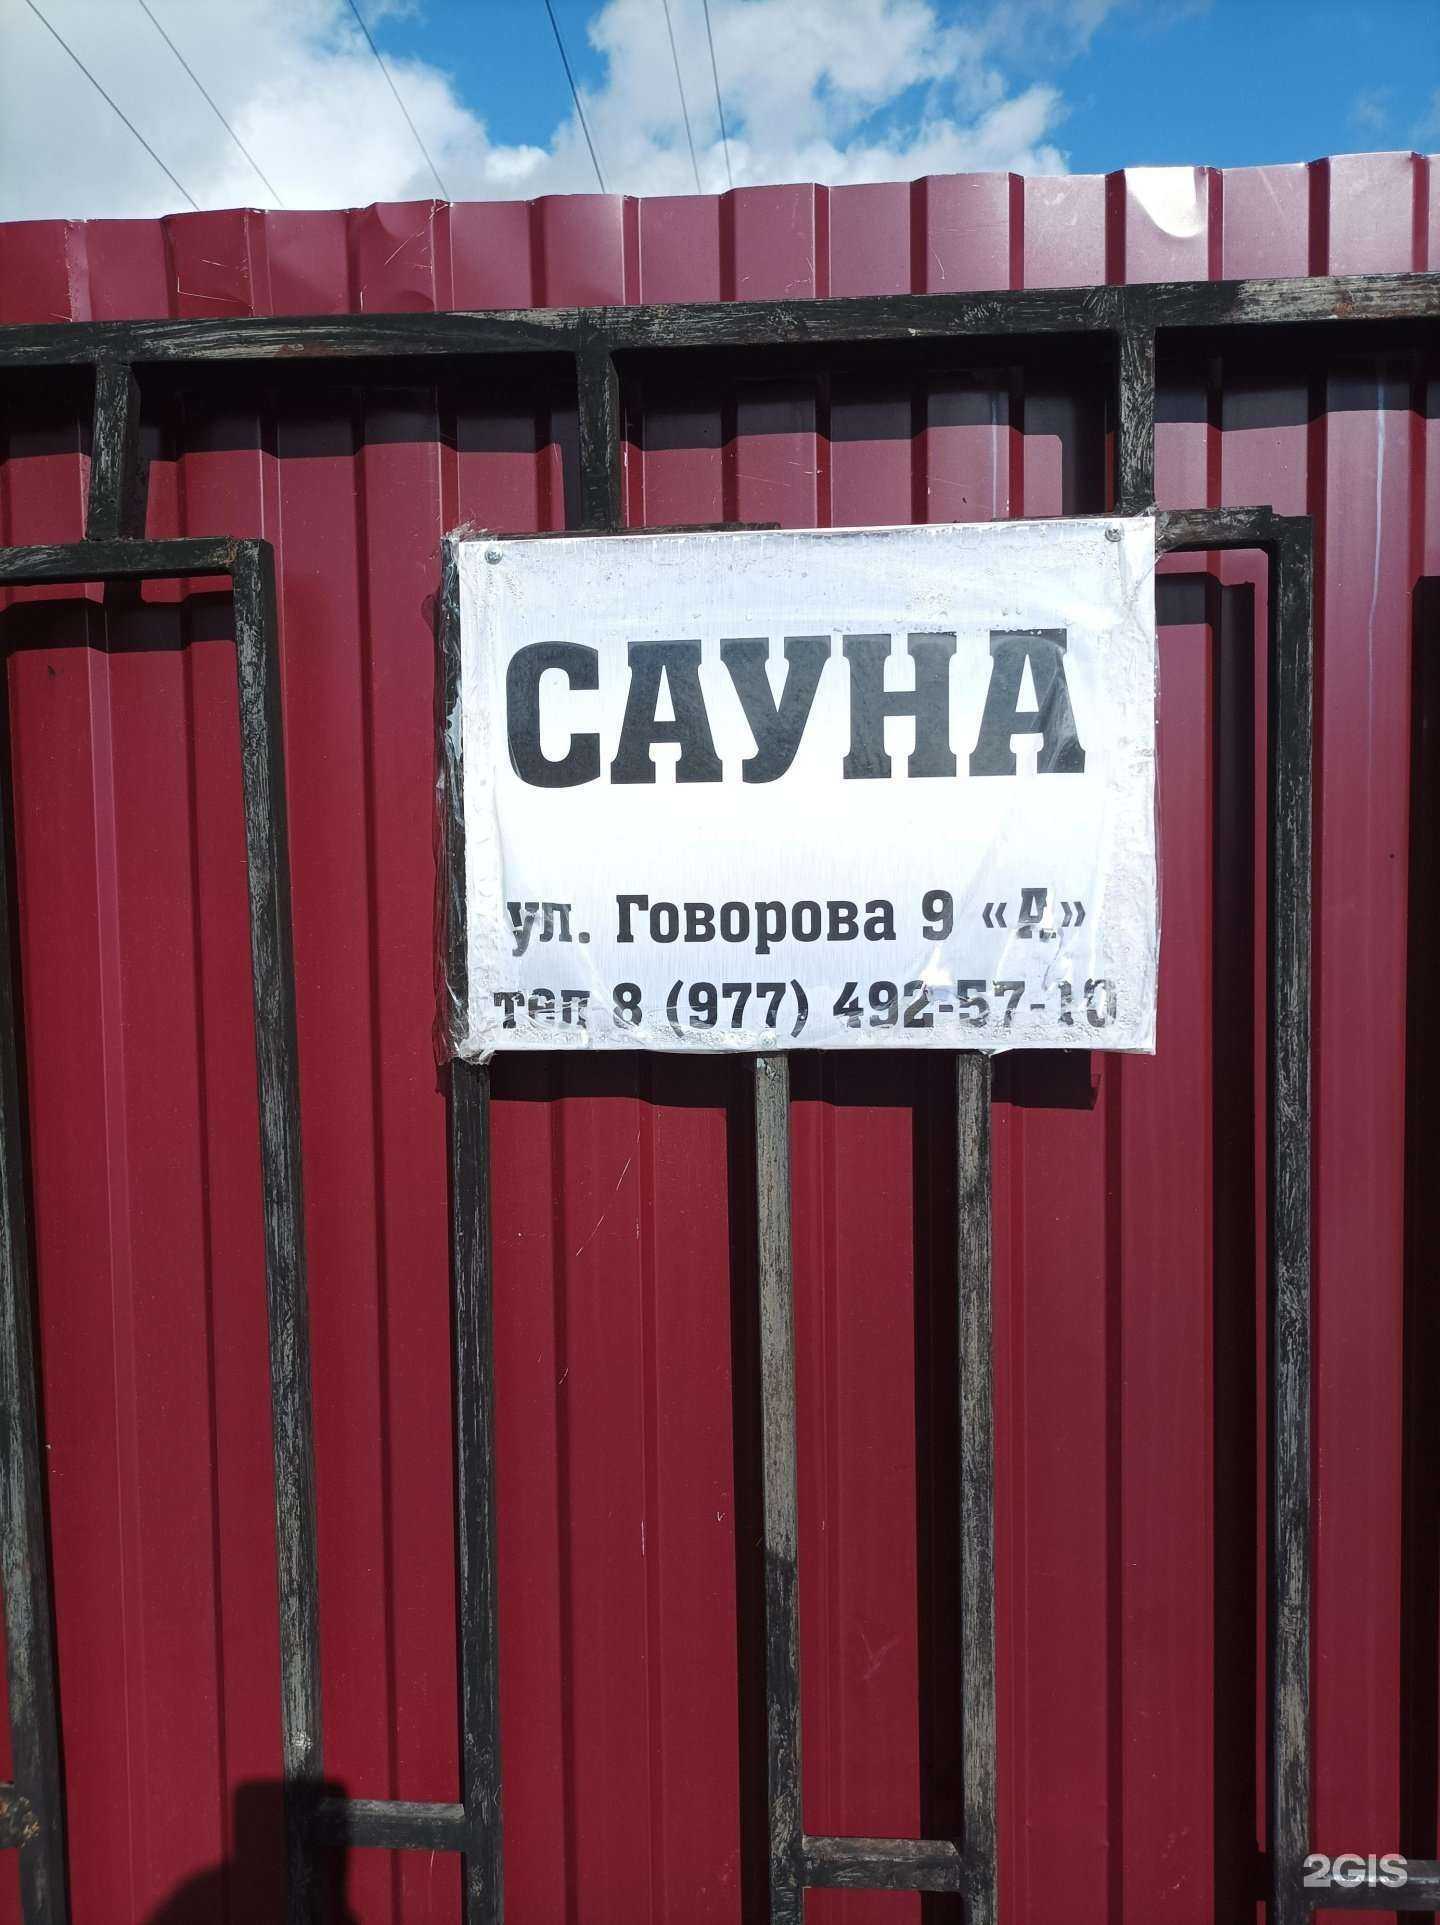 САУНА
ул. Говорова 9 «А»
тел 8 (977) 492-57-10
2GIS